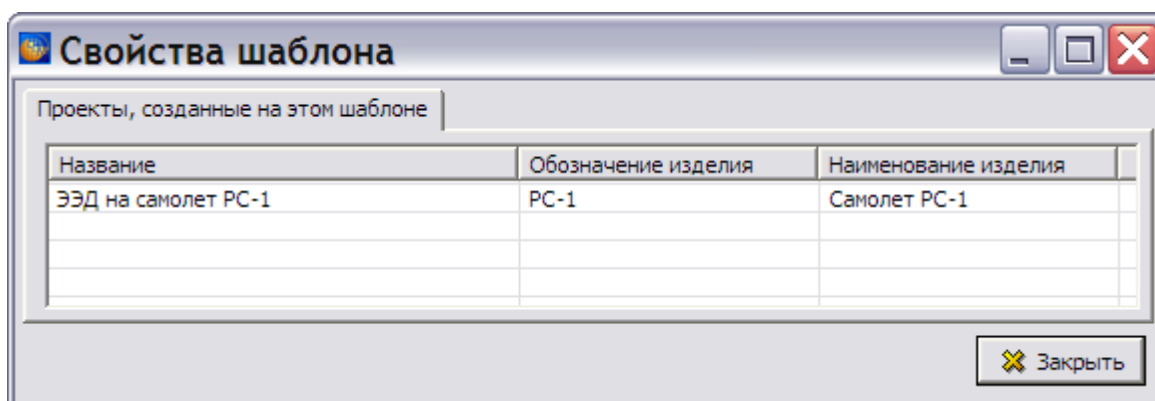 Свойства шаблона
Проекты, созданные на этом шаблоне
Название Обозначение изделия Наименование изделия
ЭЭД на самолет РС-1 РС-1 Самолет РС-1
Закрыть